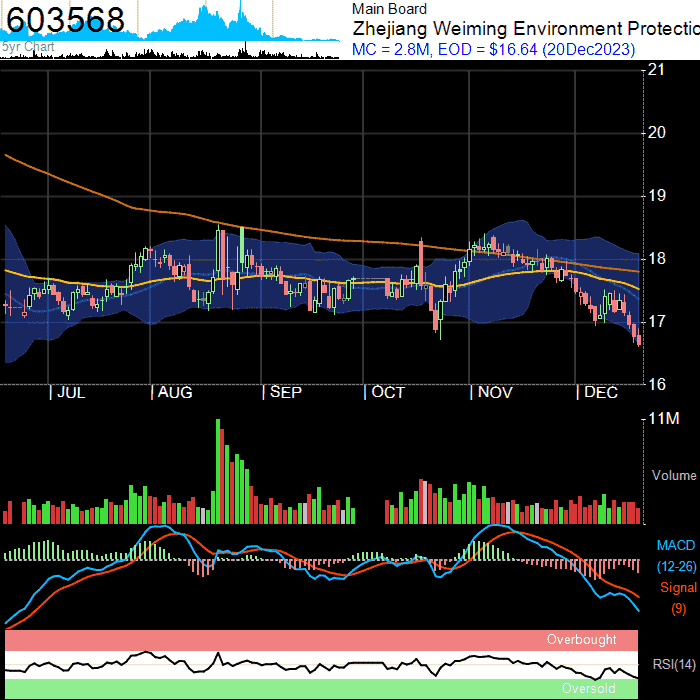 603568
5yr Chart
Main Board
Zhejiang Weiming Environment Protectio
MC = 2.8M, EOD = $16.64 (20Dec2023)
21
20
19
18
17
16
JUL
AUG
SEP
OCT
NOV
DEC
11M
Volume
MACD
(12-26)
Signal
(9)
Overbought
RSI(14)
Oversold